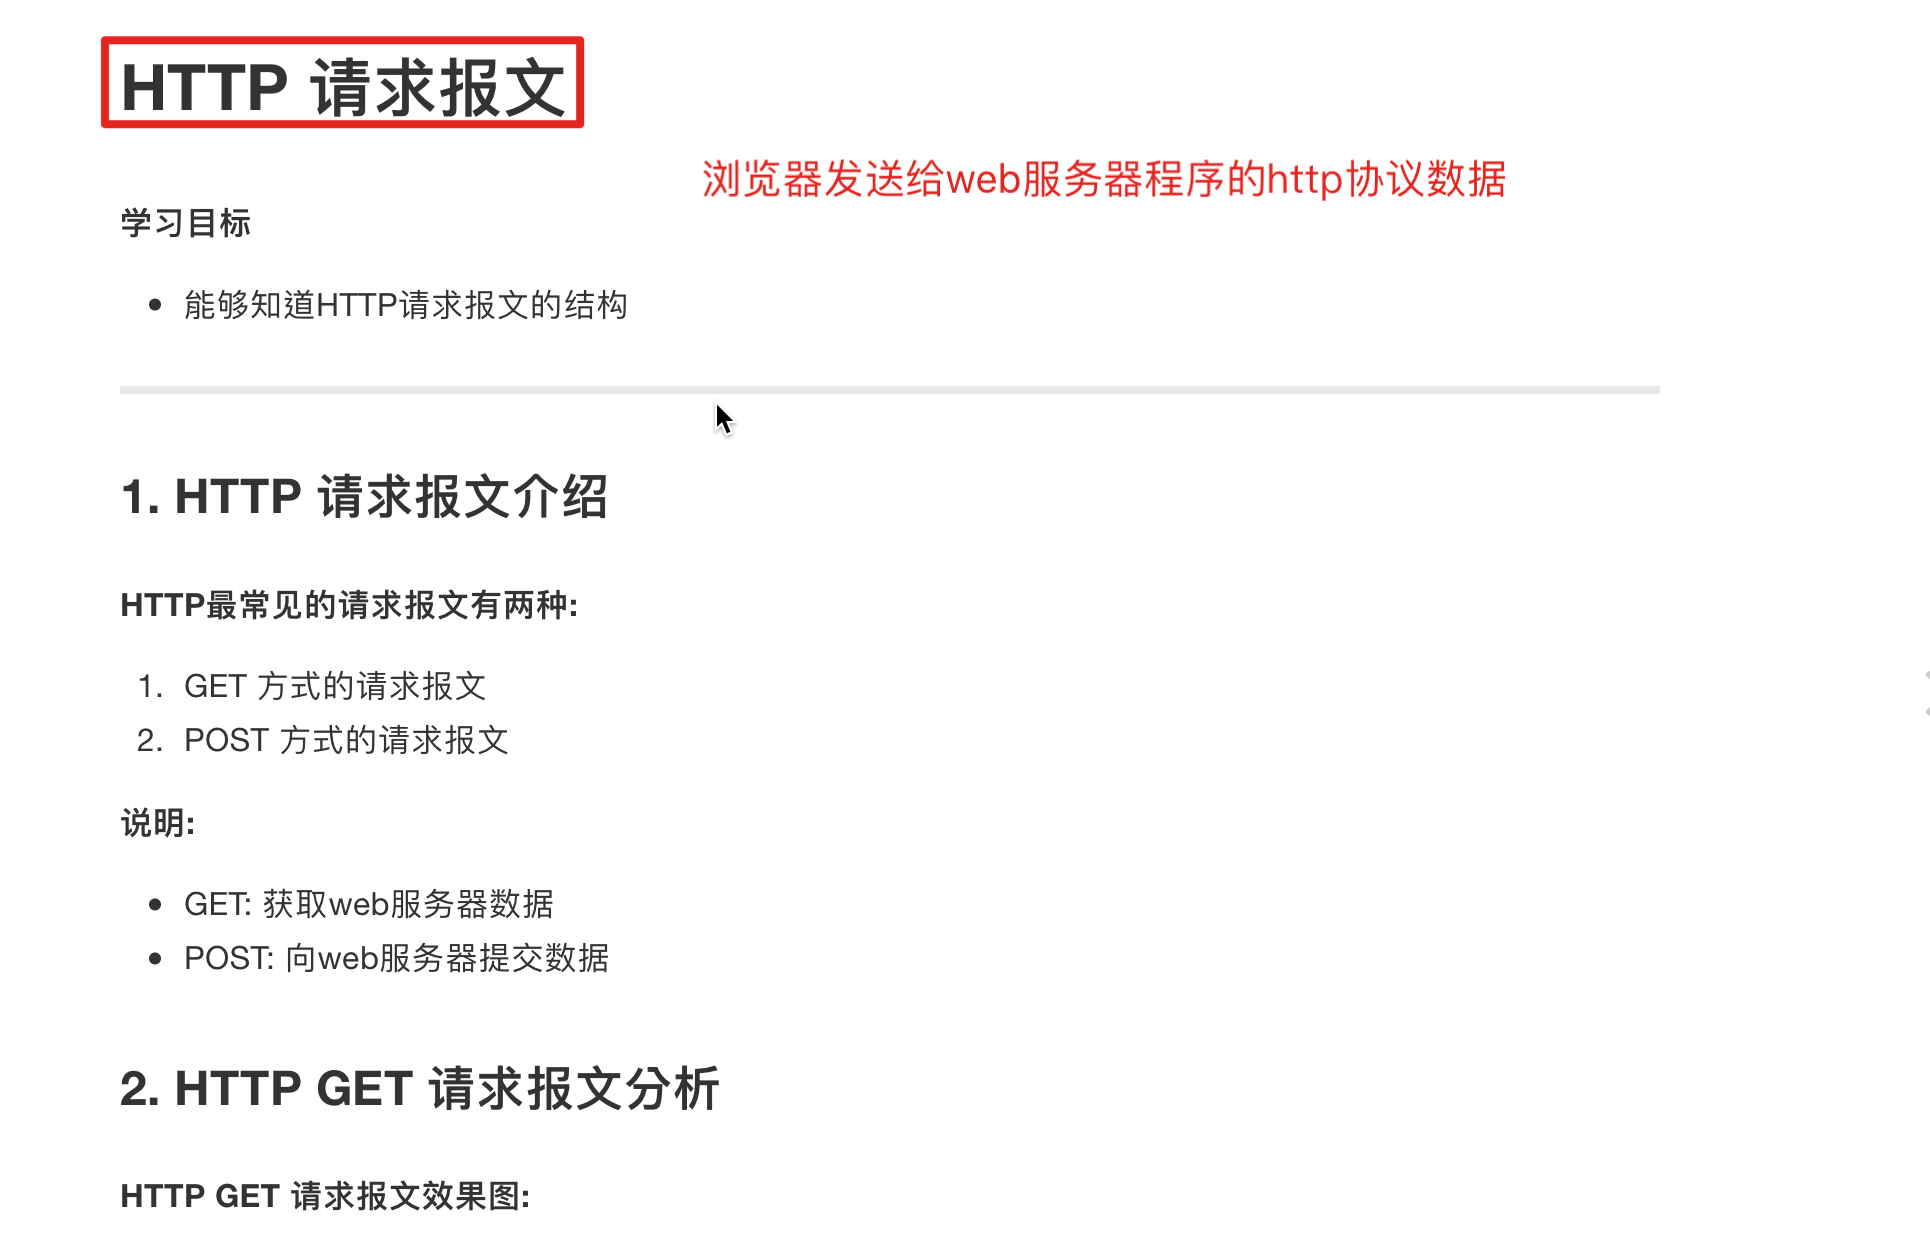 HTTP 请求报文
浏览器发送给web服务器程序的http协议数据
学习目标
• 能够知道HTTP请求报文的结构
1. HTTP 请求报文介绍
HTTP最常见的请求报文有两种:
1. GET 方式的请求报文
2. POST 方式的请求报文
说明:
• GET: 获取web服务器数据
• POST: 向web服务器提交数据
2. HTTP GET 请求报文分析
HTTP GET 请求报文效果图: